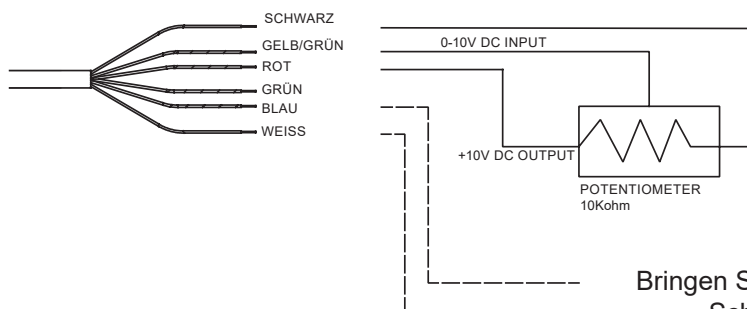 SCHWARZ
GELB/GRÜN
ROT
GRÜN
BLAU
WEISS
0-10V DC INPUT
+10V DC OUTPUT
POTENTIOMETER
10Kohm
Bringen S